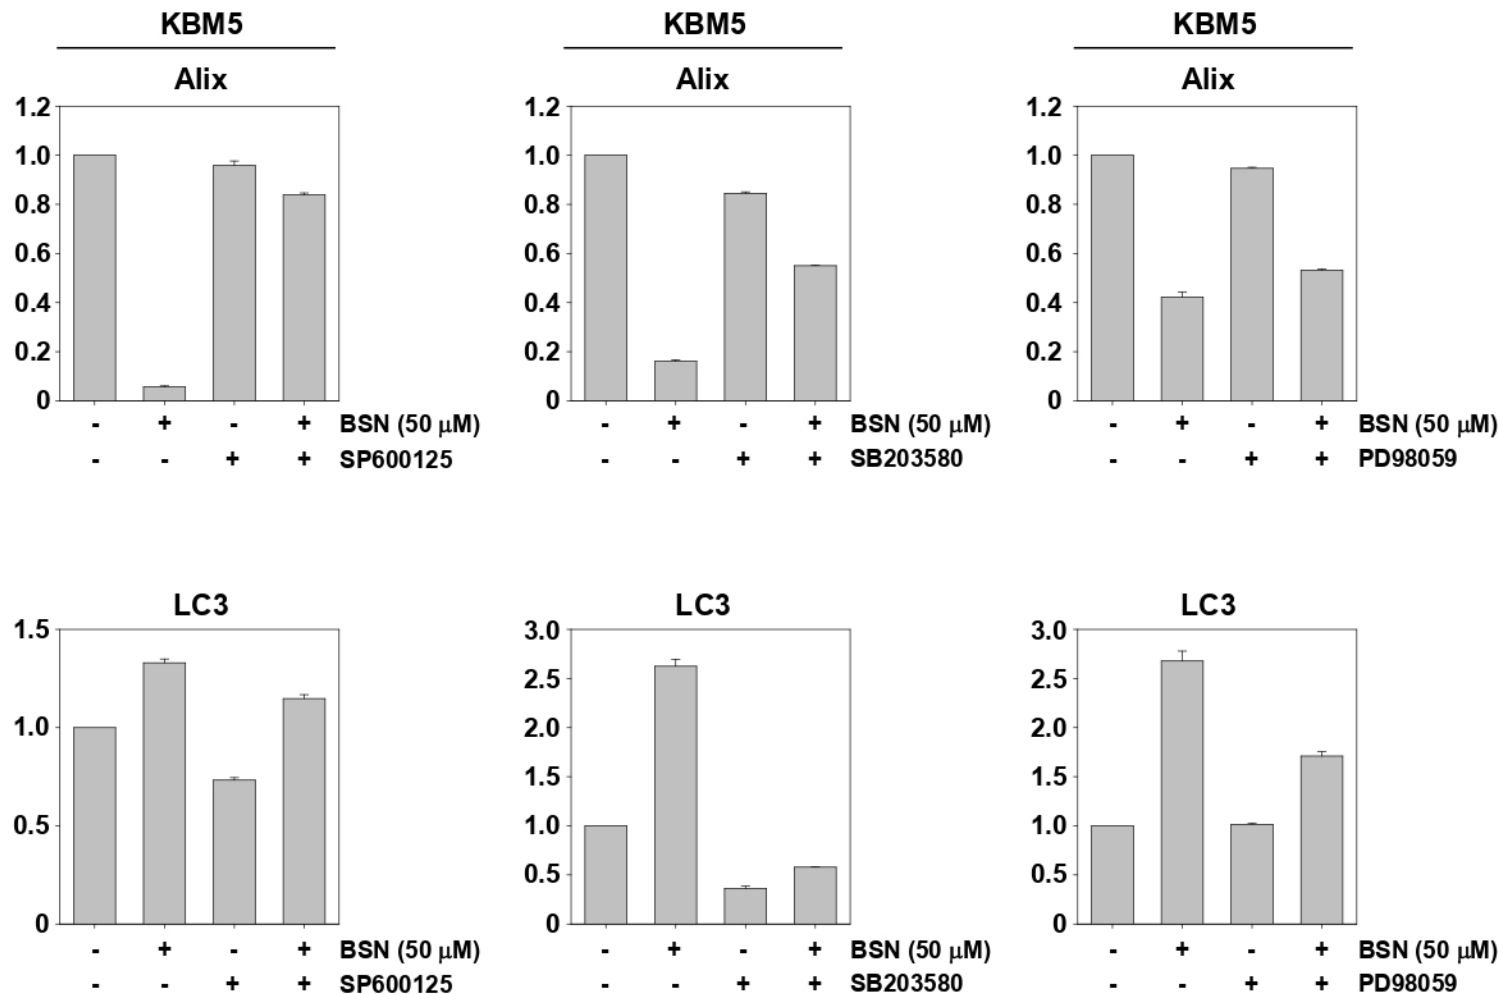 KBM5 KBM5 KBM5
Alix Alix Alix
1.2 1.2 1.2
1.0 1.0 1.0
0.8 0.8 0.8
0.6 0.6 0.6
0.4 0.4 0.4
0.2 0.2 0.2
0 0 0
- + - + BSN (50 μM) - + - + BSN (50 μM) - + - + BSN (50 μM)
- - + + SP600125 - - + + SB203580 - - + + PD98059
LC3 LC3 LC3
1.5 3.0 3.0
2.5 2.5
1.0 2.0 2.0
1.5 1.5
0.5 1.0 1.0
0.5 0.5
0 0 0
- + - + BSN (50 μM) - + - + BSN (50 μM) - + - + BSN (50 μM)
- - + + SP600125 - - + + SB203580 - - + + PD98059